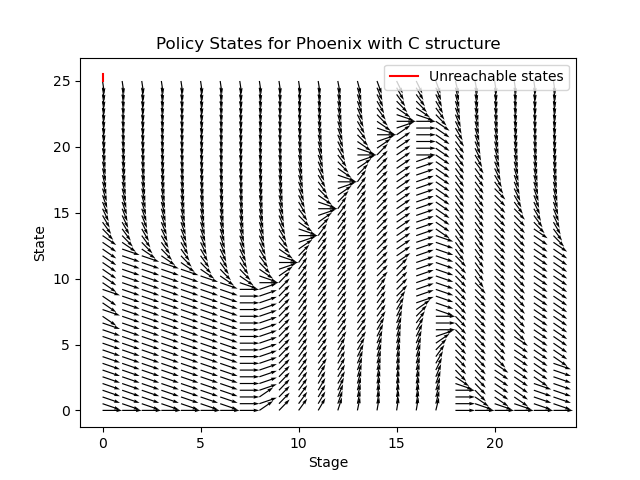 Policy States for Phoenix with C structure
Unreachable states
25
20
15
10
5
0
State
0 5 10 15 20
Stage